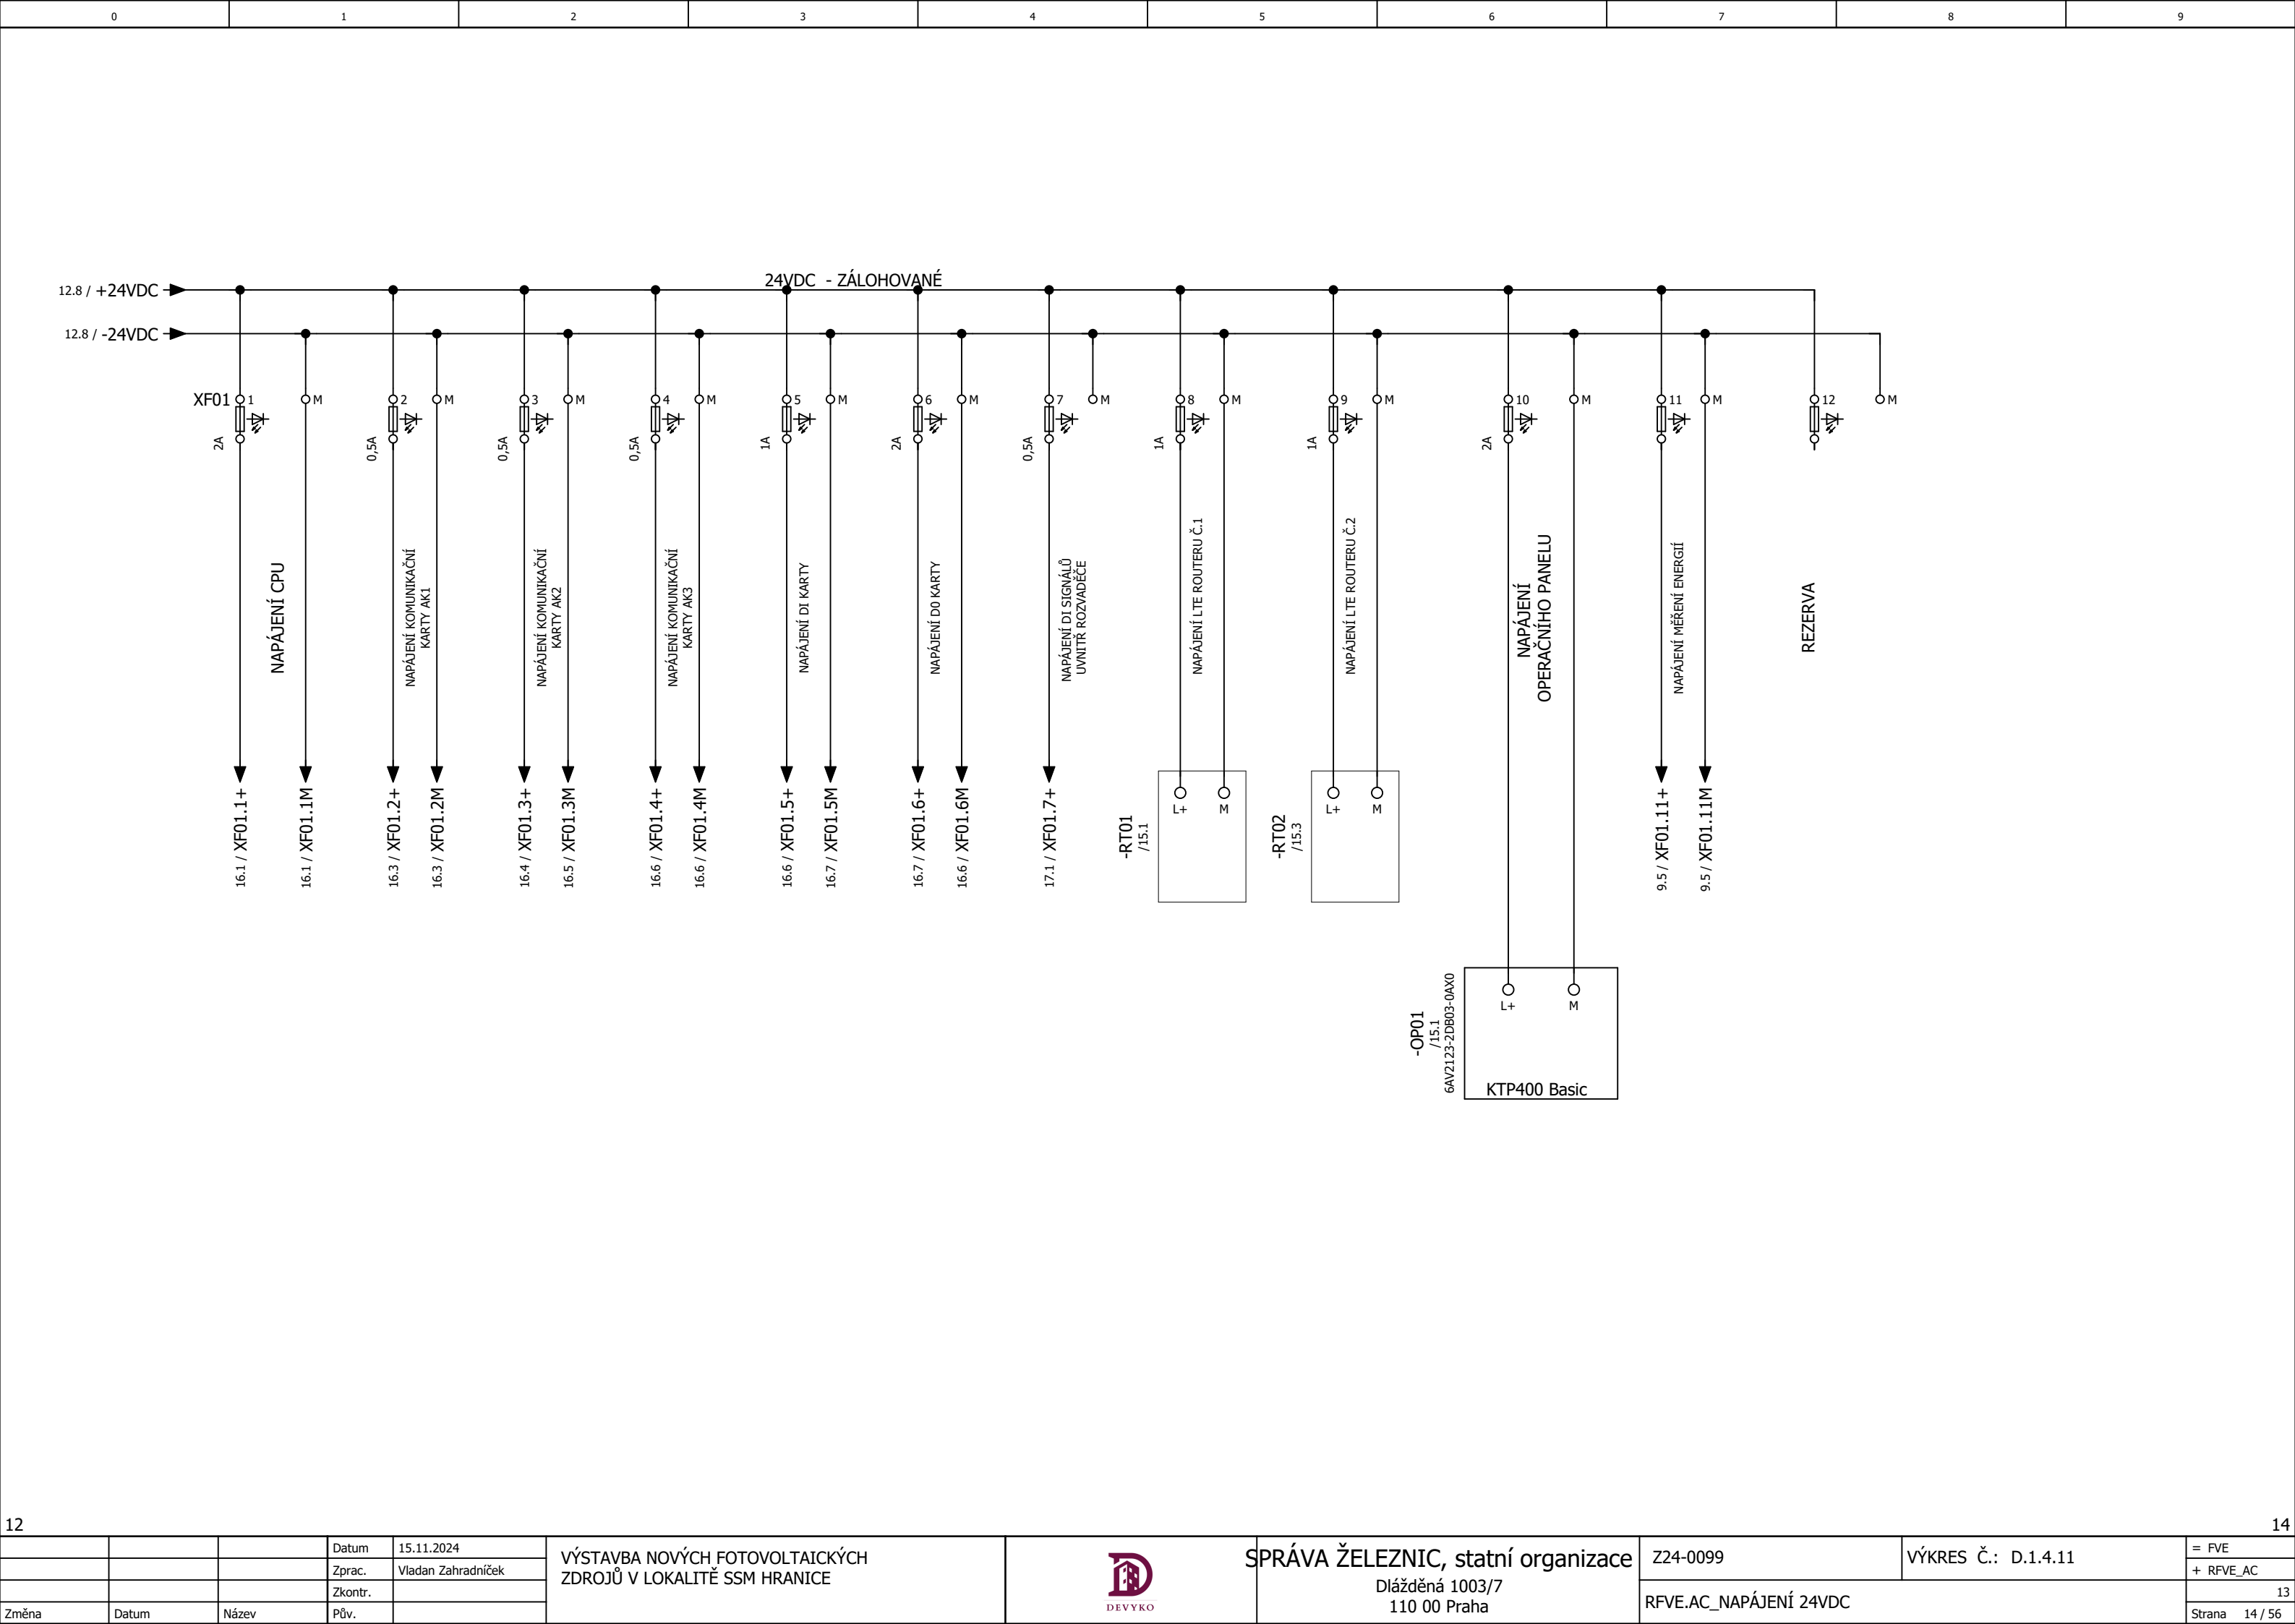 0 1 2 3 4 5 6 7 8 9
24VDC - ZÁLOHOVANÉ
12.8 / +24VDC
12.8 / -24VDC
XF01 1 M 2 M 3 M 4 M 5 M 6 M 7 M 8 M 9 M 10 M 11 M 12 M
2A 0,5A 0,5A 0,5A 1A 2A 0,5A 1A 1A 2A
NAPÁJENÍ CPU
NAPÁJENÍ KOMUNIKAČNÍ
KARTY AK1
NAPÁJENÍ KOMUNIKAČNÍ
KARTY AK2
NAPÁJENÍ KOMUNIKAČNÍ
KARTY AK3
NAPÁJENÍ DI KARTY
NAPÁJENÍ D0 KARTY
NAPÁJENÍ DI SIGNÁLŮ
UVNITŘ ROZVADĚČE
NAPÁJENÍ LTE ROUTERU Č.1
NAPÁJENÍ LTE ROUTERU Č.2
NAPÁJENÍ
OPERAČNÍHO PANELU
NAPÁJENÍ MĚŘENÍ ENERGIÍ
REZERVA
16.1 / XF01.1+
16.1 / XF01.1M
16.3 / XF01.2+
16.3 / XF01.2M
16.4 / XF01.3+
16.5 / XF01.3M
16.6 / XF01.4+
16.6 / XF01.4M
16.6 / XF01.5+
16.7 / XF01.5M
16.7 / XF01.6+
16.6 / XF01.6M
17.1 / XF01.7+
-RT01
/15.1
L+ M
-RT02
/15.3
L+ M
9.5 / XF01.11+
9.5 / XF01.11M
-OP01
/15.1
6AV2123-2DB03-0AX0
L+ M
KTP400 Basic
12
14
Datum 15.11.2024
Zprac. Vladan Zahradníček
Zkontr.
Změna Datum Název Pův.
VÝSTAVBA NOVÝCH FOTOVOLTAICKÝCH
ZDROJŮ V LOKALITĚ SSM HRANICE
DEVYKO
SPRÁVA ŽELEZNIC, statní organizace
Dlážděná 1003/7
110 00 Praha
Z24-0099
VÝKRES Č.: D.1.4.11
RFVE.AC_NAPÁJENÍ 24VDC
= FVE
+ RFVE_AC
13
Strana 14 / 56